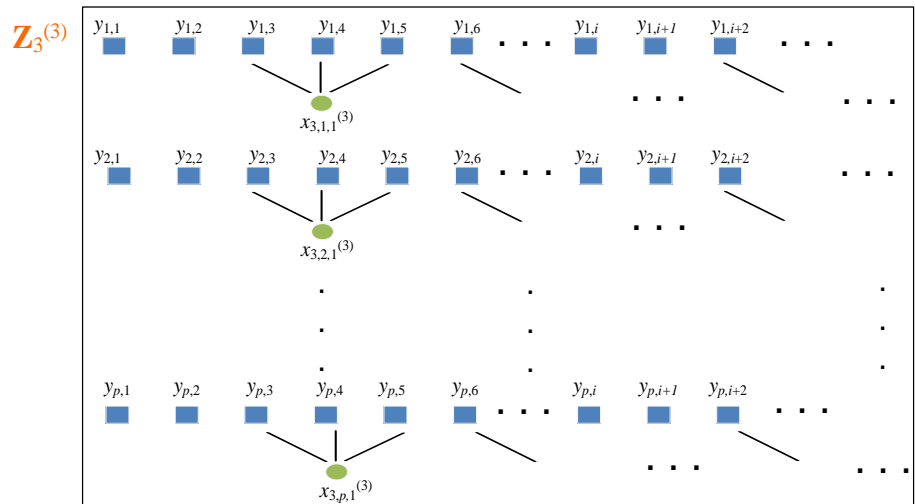 y1,1 y1,2 y1,3 y1,4 y1,5 y1,6 . . . y1,i y1,i+1 y1,i+2 . . .
Z3(3)
. . . . . .
x3,1,1(3)
y2,1 y2,2 y2,3 y2,4 y2,5 y2,6 . . . y2,i y2,i+1 y2,i+2 . . .
. . .
x3,2,1(3)
. . .
. . .
. . .
yp,1 yp,2 yp,3 yp,4 yp,5 yp,6 . . . yp,i yp,i+1 yp,i+2 . . .
. . . . . .
x3,p,1(3)